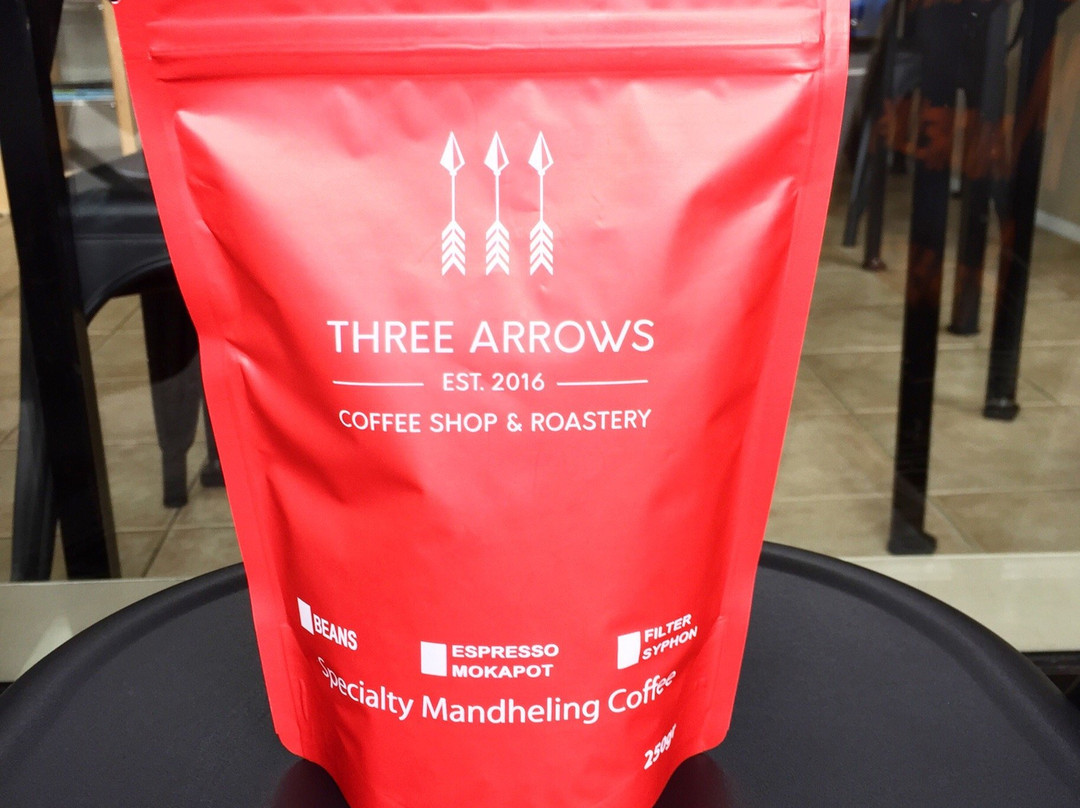 THREE ARROWS
EST. 2016
COFFEE SHOP & ROASTERY
BEANS
ESPRESSO
MOKAPOT
FILTER
SYPHON
Specialty Mandheling Coffee
250gr